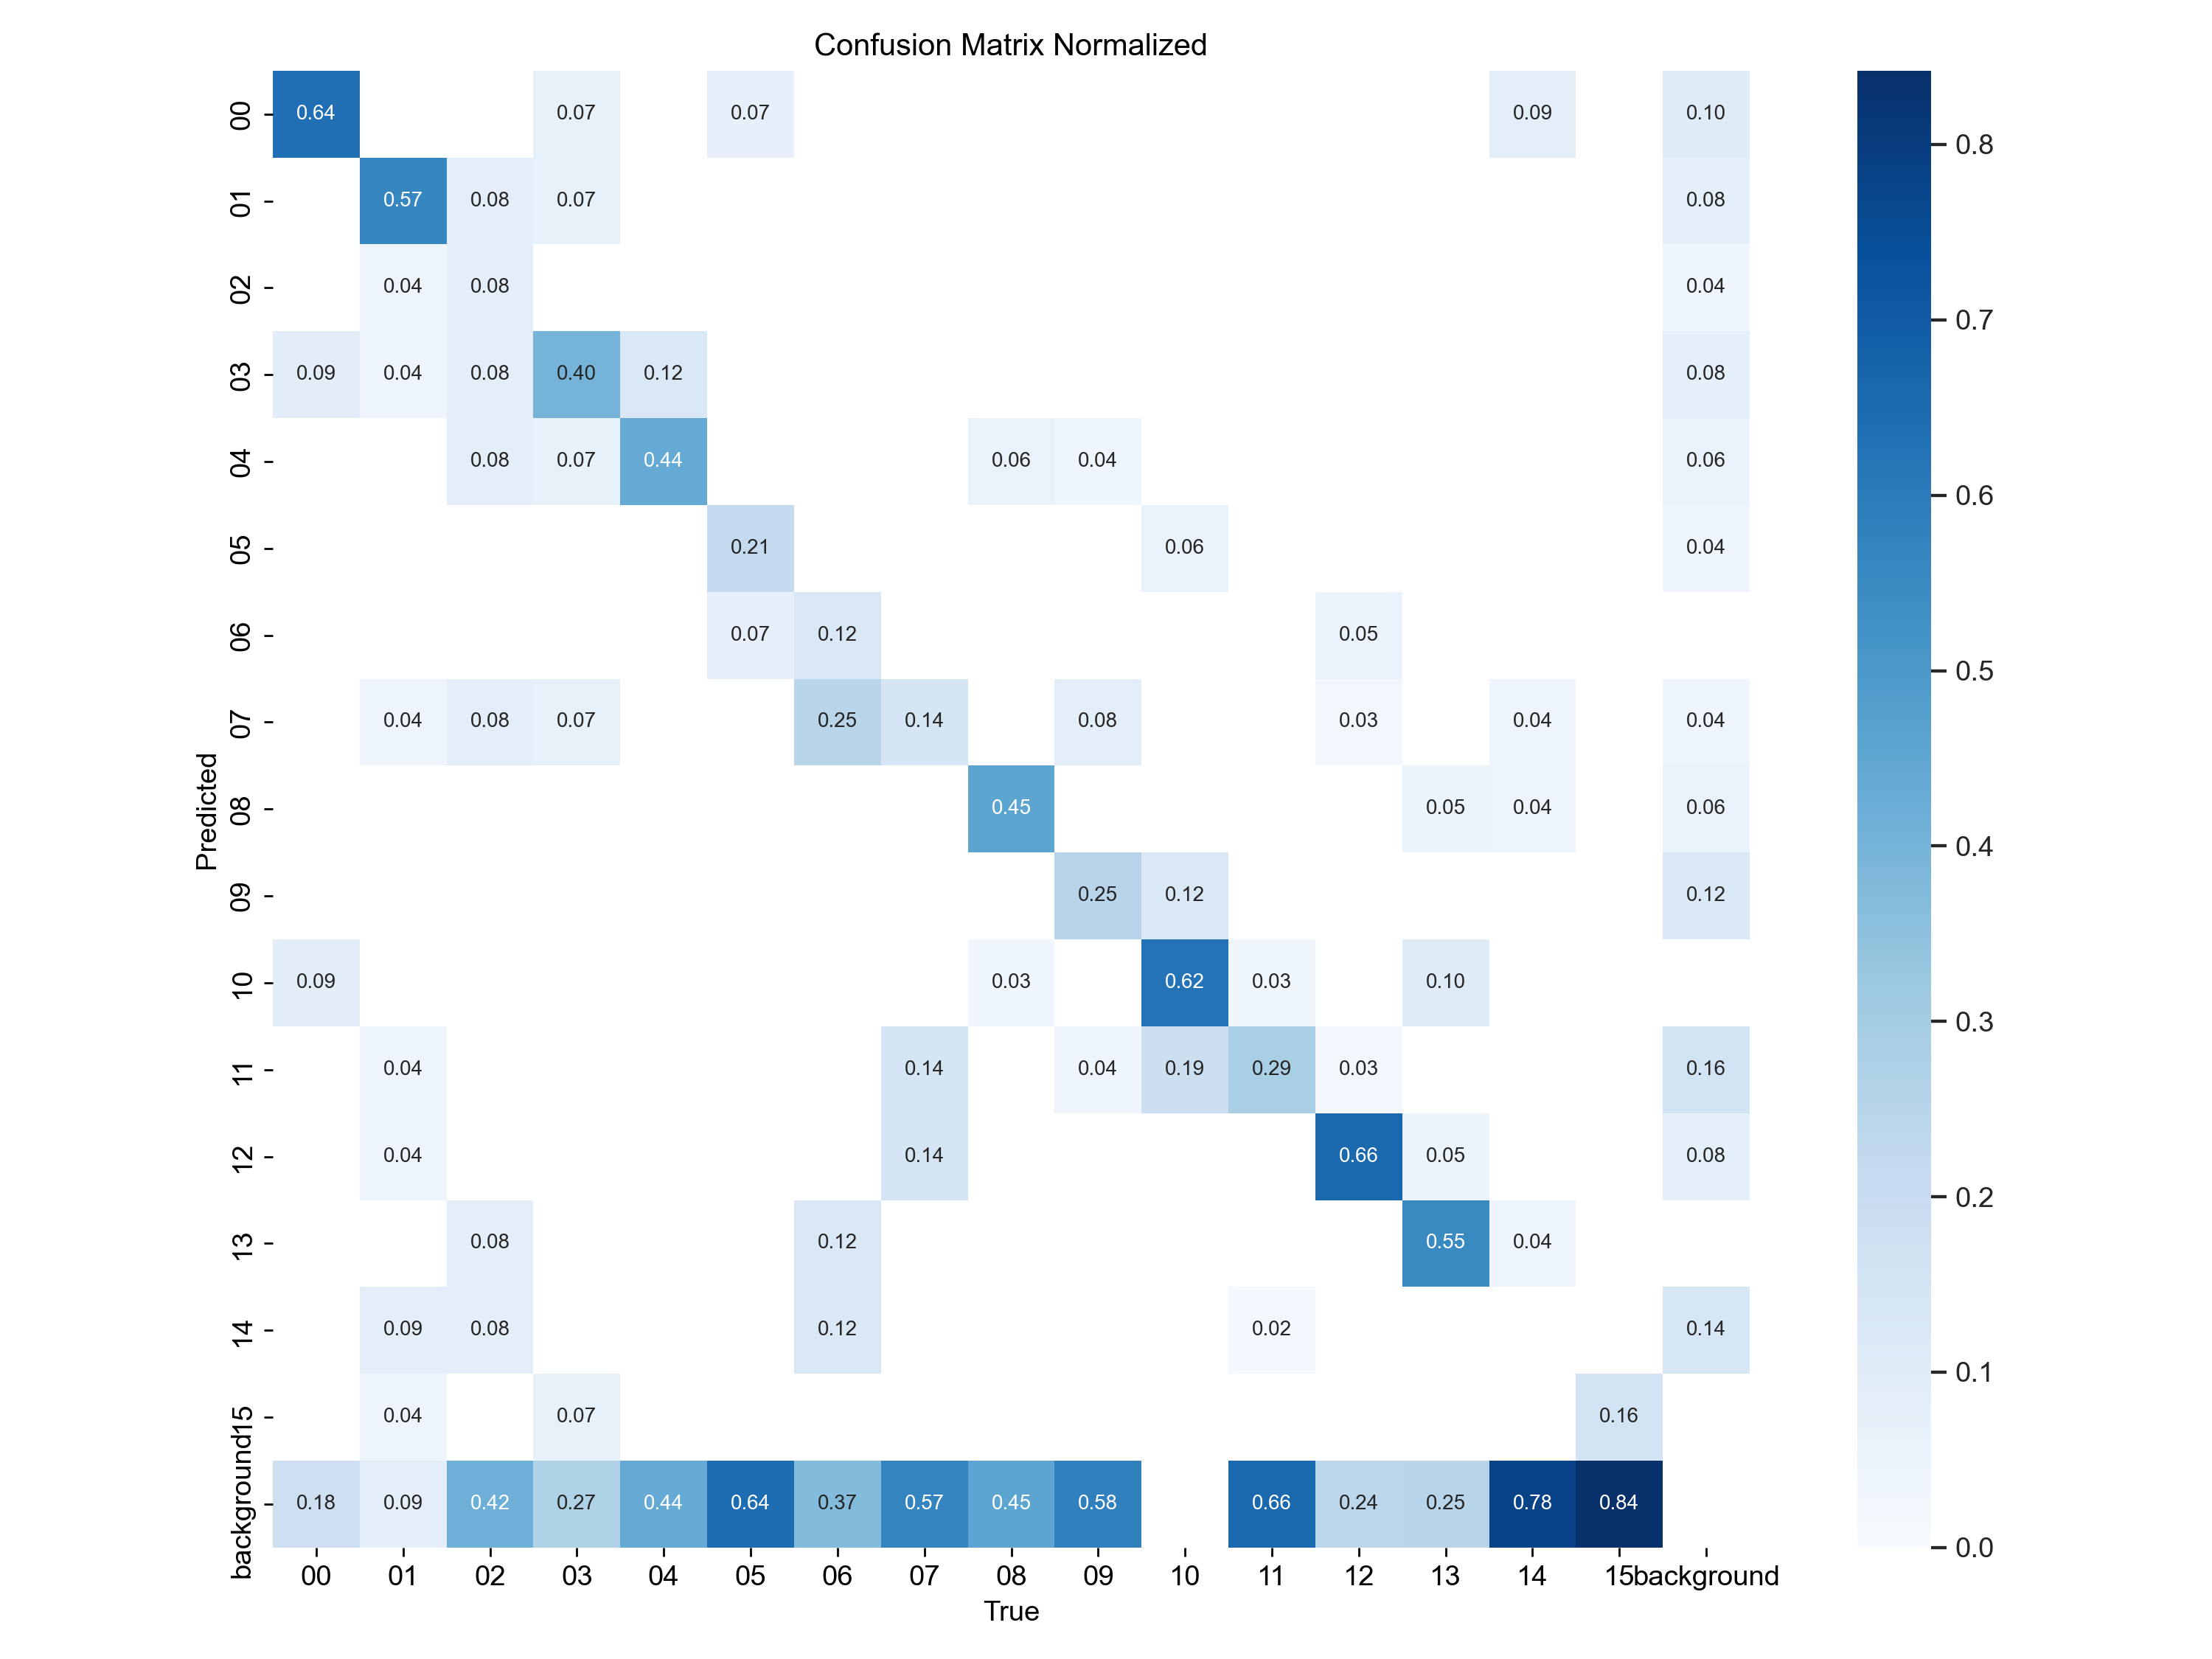 Confusion Matrix Normalized
00 0.64 0.07 0.07 0.09 0.10
01 0.57 0.08 0.07 0.08
02 0.04 0.08 0.04
03 0.09 0.04 0.08 0.40 0.12 0.08
04 0.08 0.07 0.44 0.06 0.04 0.06
05 0.21 0.06 0.04
06 0.07 0.12 0.05
07 0.04 0.08 0.07 0.25 0.14 0.08 0.03 0.04 0.04
08 0.45 0.05 0.04 0.06
09 0.25 0.12 0.12
10 0.09 0.03 0.62 0.03 0.10
11 0.04 0.14 0.04 0.19 0.29 0.03 0.16
12 0.04 0.14 0.66 0.05 0.08
13 0.08 0.12 0.55 0.04
14 0.09 0.08 0.12 0.02 0.14
15 0.04 0.07 0.16
background 0.18 0.09 0.42 0.27 0.44 0.64 0.37 0.57 0.45 0.58 0.66 0.24 0.25 0.78 0.84
00 01 02 03 04 05 06 07 08 09 10 11 12 13 14 15 background
True
Predicted
0.8
0.7
0.6
0.5
0.4
0.3
0.2
0.1
0.0